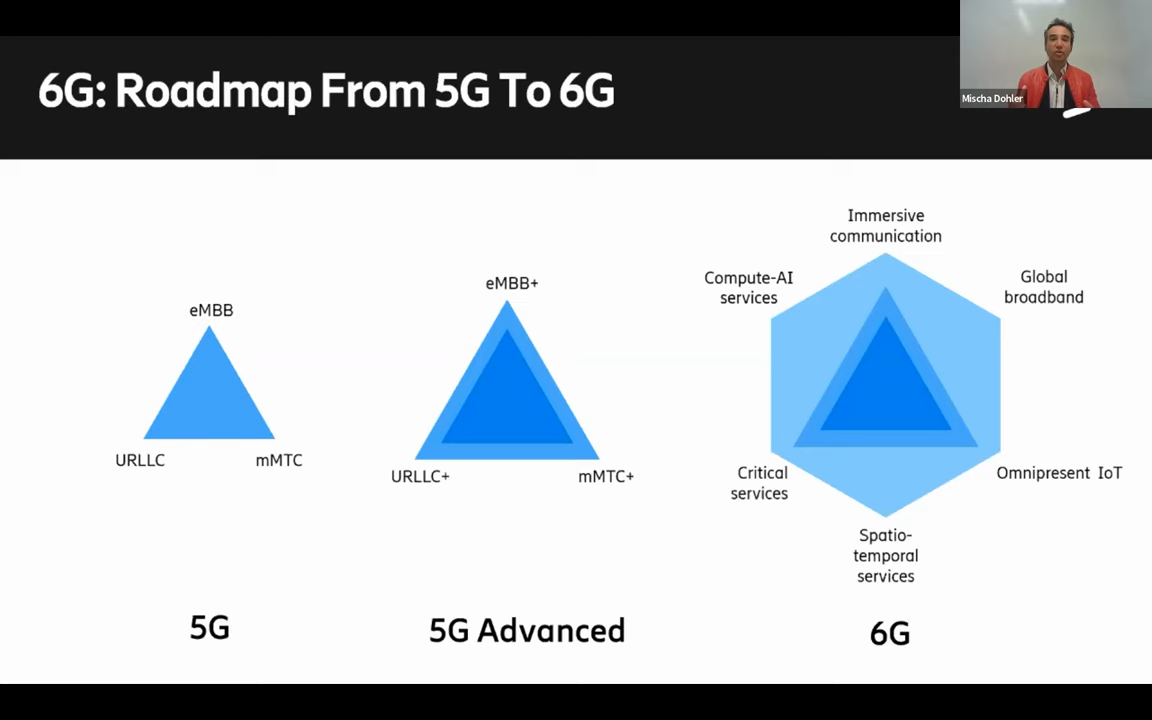 6G: Roadmap From 5G To 6G
Mischa Dohler
eMBB
URLLC
mMTC
5G
eMBB+
URLLC+
mMTC+
5G Advanced
Immersive
communication
Compute-AI
services
Global
broadband
Critical
services
Omnipresent IoT
Spatio-
temporal
services
6G